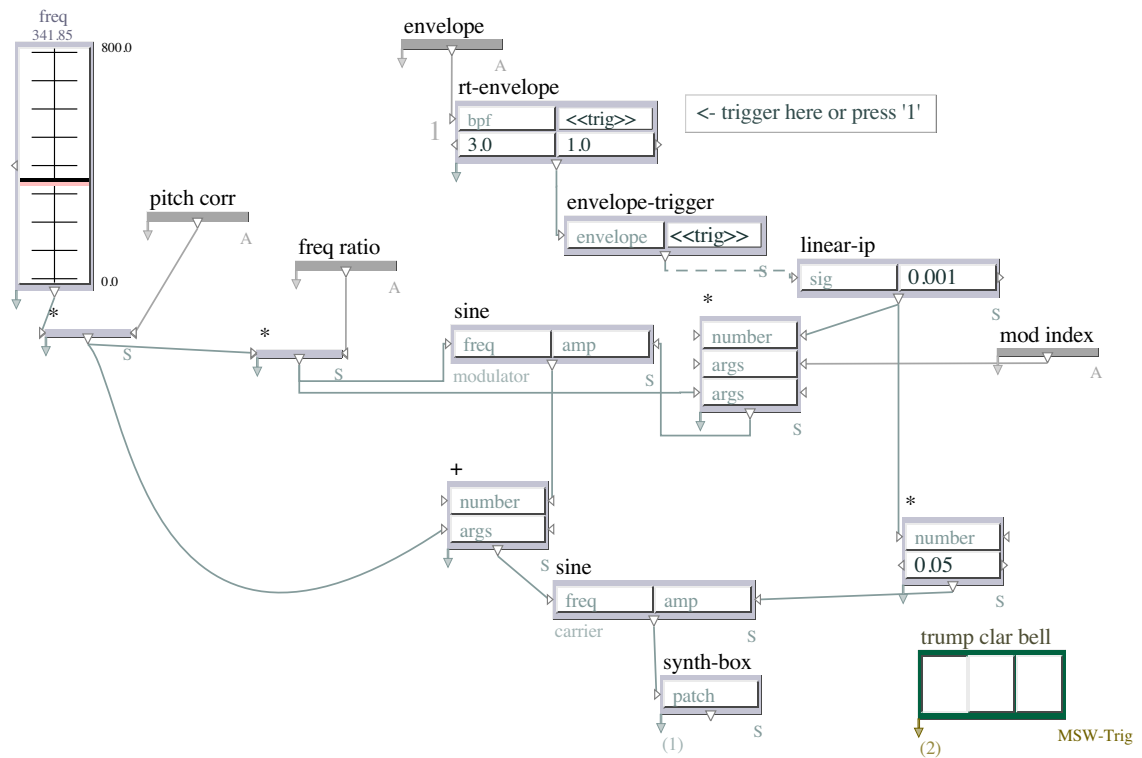 freq
341.85
800.0
0.0
envelope
A
rt-envelope
1
bpf <<trig>>
3.0 1.0
<- trigger here or press '1'
pitch corr
A
envelope-trigger
envelope <<trig>>
S
freq ratio
A
linear-ip
sig 0.001
S
*
S
*
S
sine
freq amp
modulator
S
*
number
args
args
S
mod index
A
+
number
args
S
*
number
0.05
S
sine
freq amp
carrier
S
synth-box
patch
S
(1)
trump clar bell
MSW-Trig
(2)